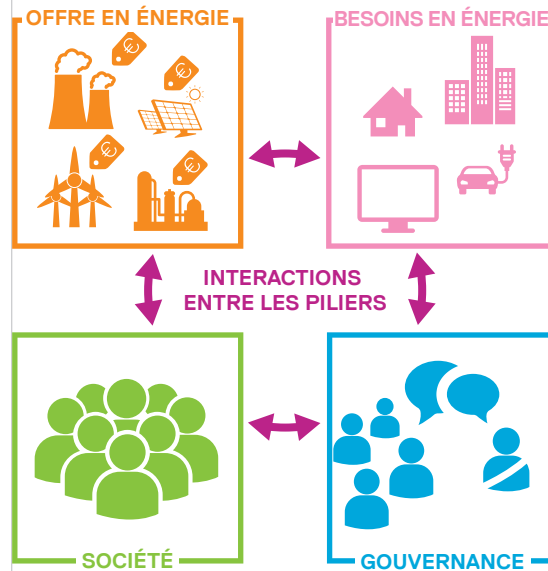 OFFRE EN ÉNERGIE
BESOINS EN ÉNERGIE
INTERACTIONS
ENTRE LES PILIERS
SOCIÉTÉ
GOUVERNANCE